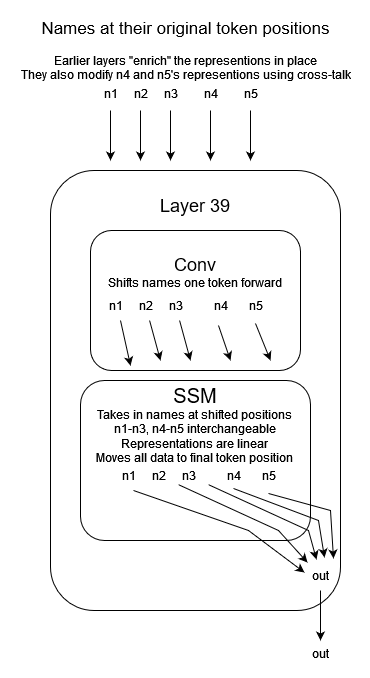 Names at their original token positions
Earlier layers "enrich" the representions in place
They also modify n4 and n5's representions using cross-talk
n1 n2 n3 n4 n5
Layer 39
Conv
Shifts names one token forward
n1 n2 n3 n4 n5
SSM
Takes in names at shifted positions
n1-n3, n4-n5 interchangeable
Representions are linear
Moves all data to final token position
n1 n2 n3 n4 n5
out
out